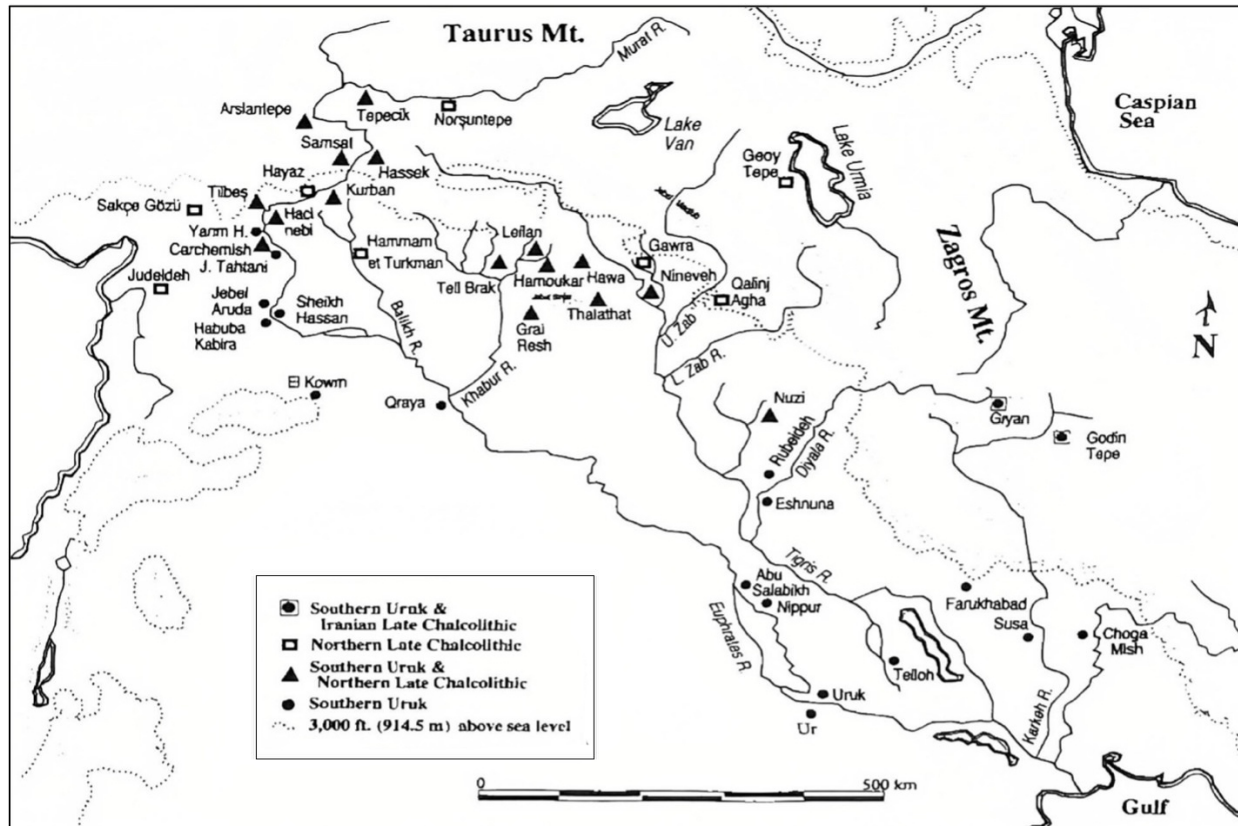 Taurus Mt.
Murat R.
Caspian
Sea
Arslantepe
Tepecik
Norşuntepe
Lake
Van
Samsat
Hassek
Geoy
Tepe
Lake Urmia
Hayaz
Kurban
Tilbeş
Sakçe Gözü
Haci
nebi
Yarım H.
Carchemish
J. Tahtani
Hammam
et Turkman
Leilan
Gawra
Zagros Mt.
Judeideh
Tell Brak
Hamoukar
Hawa
Nineveh
Qalinj
Agha
Jebel
Aruda
Sheikh
Hassan
Habuba
Kabira
Balikh R.
Grai
Resh
Thalathat
U. Zab
N
L. Zab R.
El Kowm
Qraya
Khabur R.
Nuzi
Giyan
Godin
Tepe
Rubeideh
Diyala R.
Eshnuna
Tigris R.
Abu
Salabikh
Nippur
Farukhabad
Susa
Choga
Mish
Euphrates R.
Telloh
Uruk
Ur
Karkeh R.
Southern Uruk &
Iranian Late Chalcolithic
Northern Late Chalcolithic
Southern Uruk &
Northern Late Chalcolithic
Southern Uruk
3,000 ft. (914.5 m) above sea level
0 500 km
Gulf